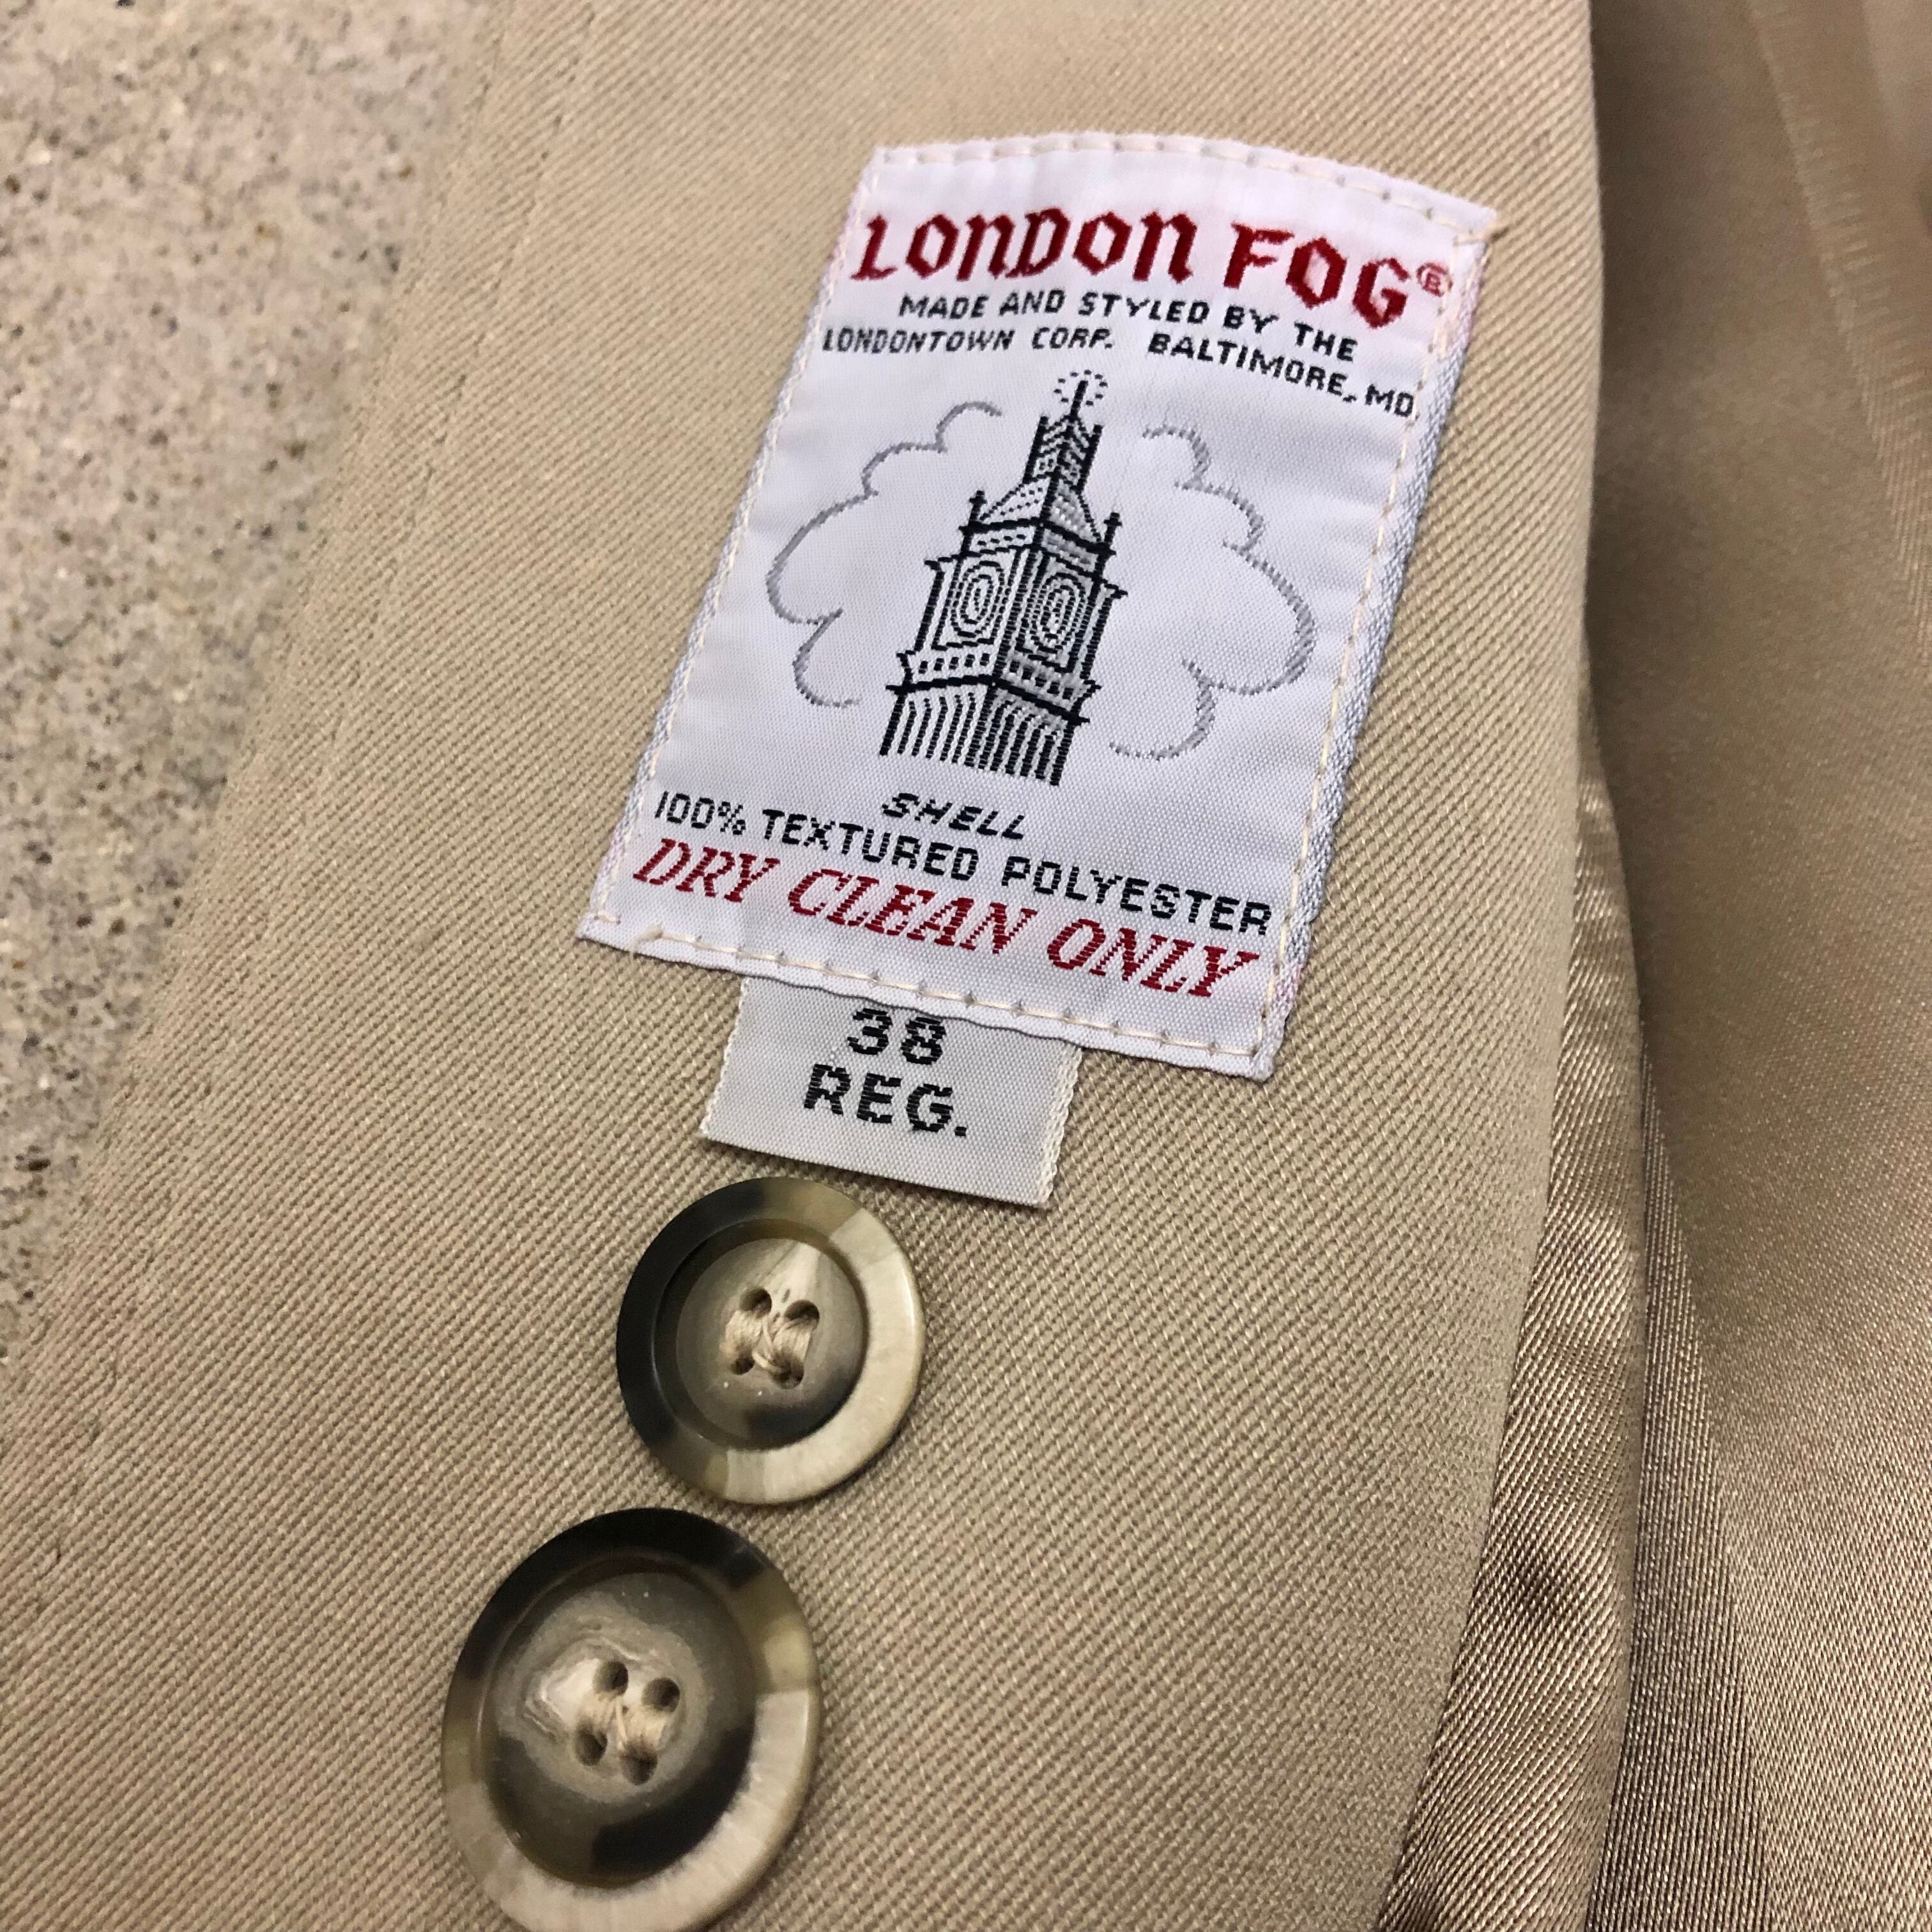 LONDON FOG®
MADE AND STYLED BY THE
LONDONTOWN CORP. BALTIMORE, MD.
SHELL
100% TEXTURED POLYESTER
DRY CLEAN ONLY
38
REG.